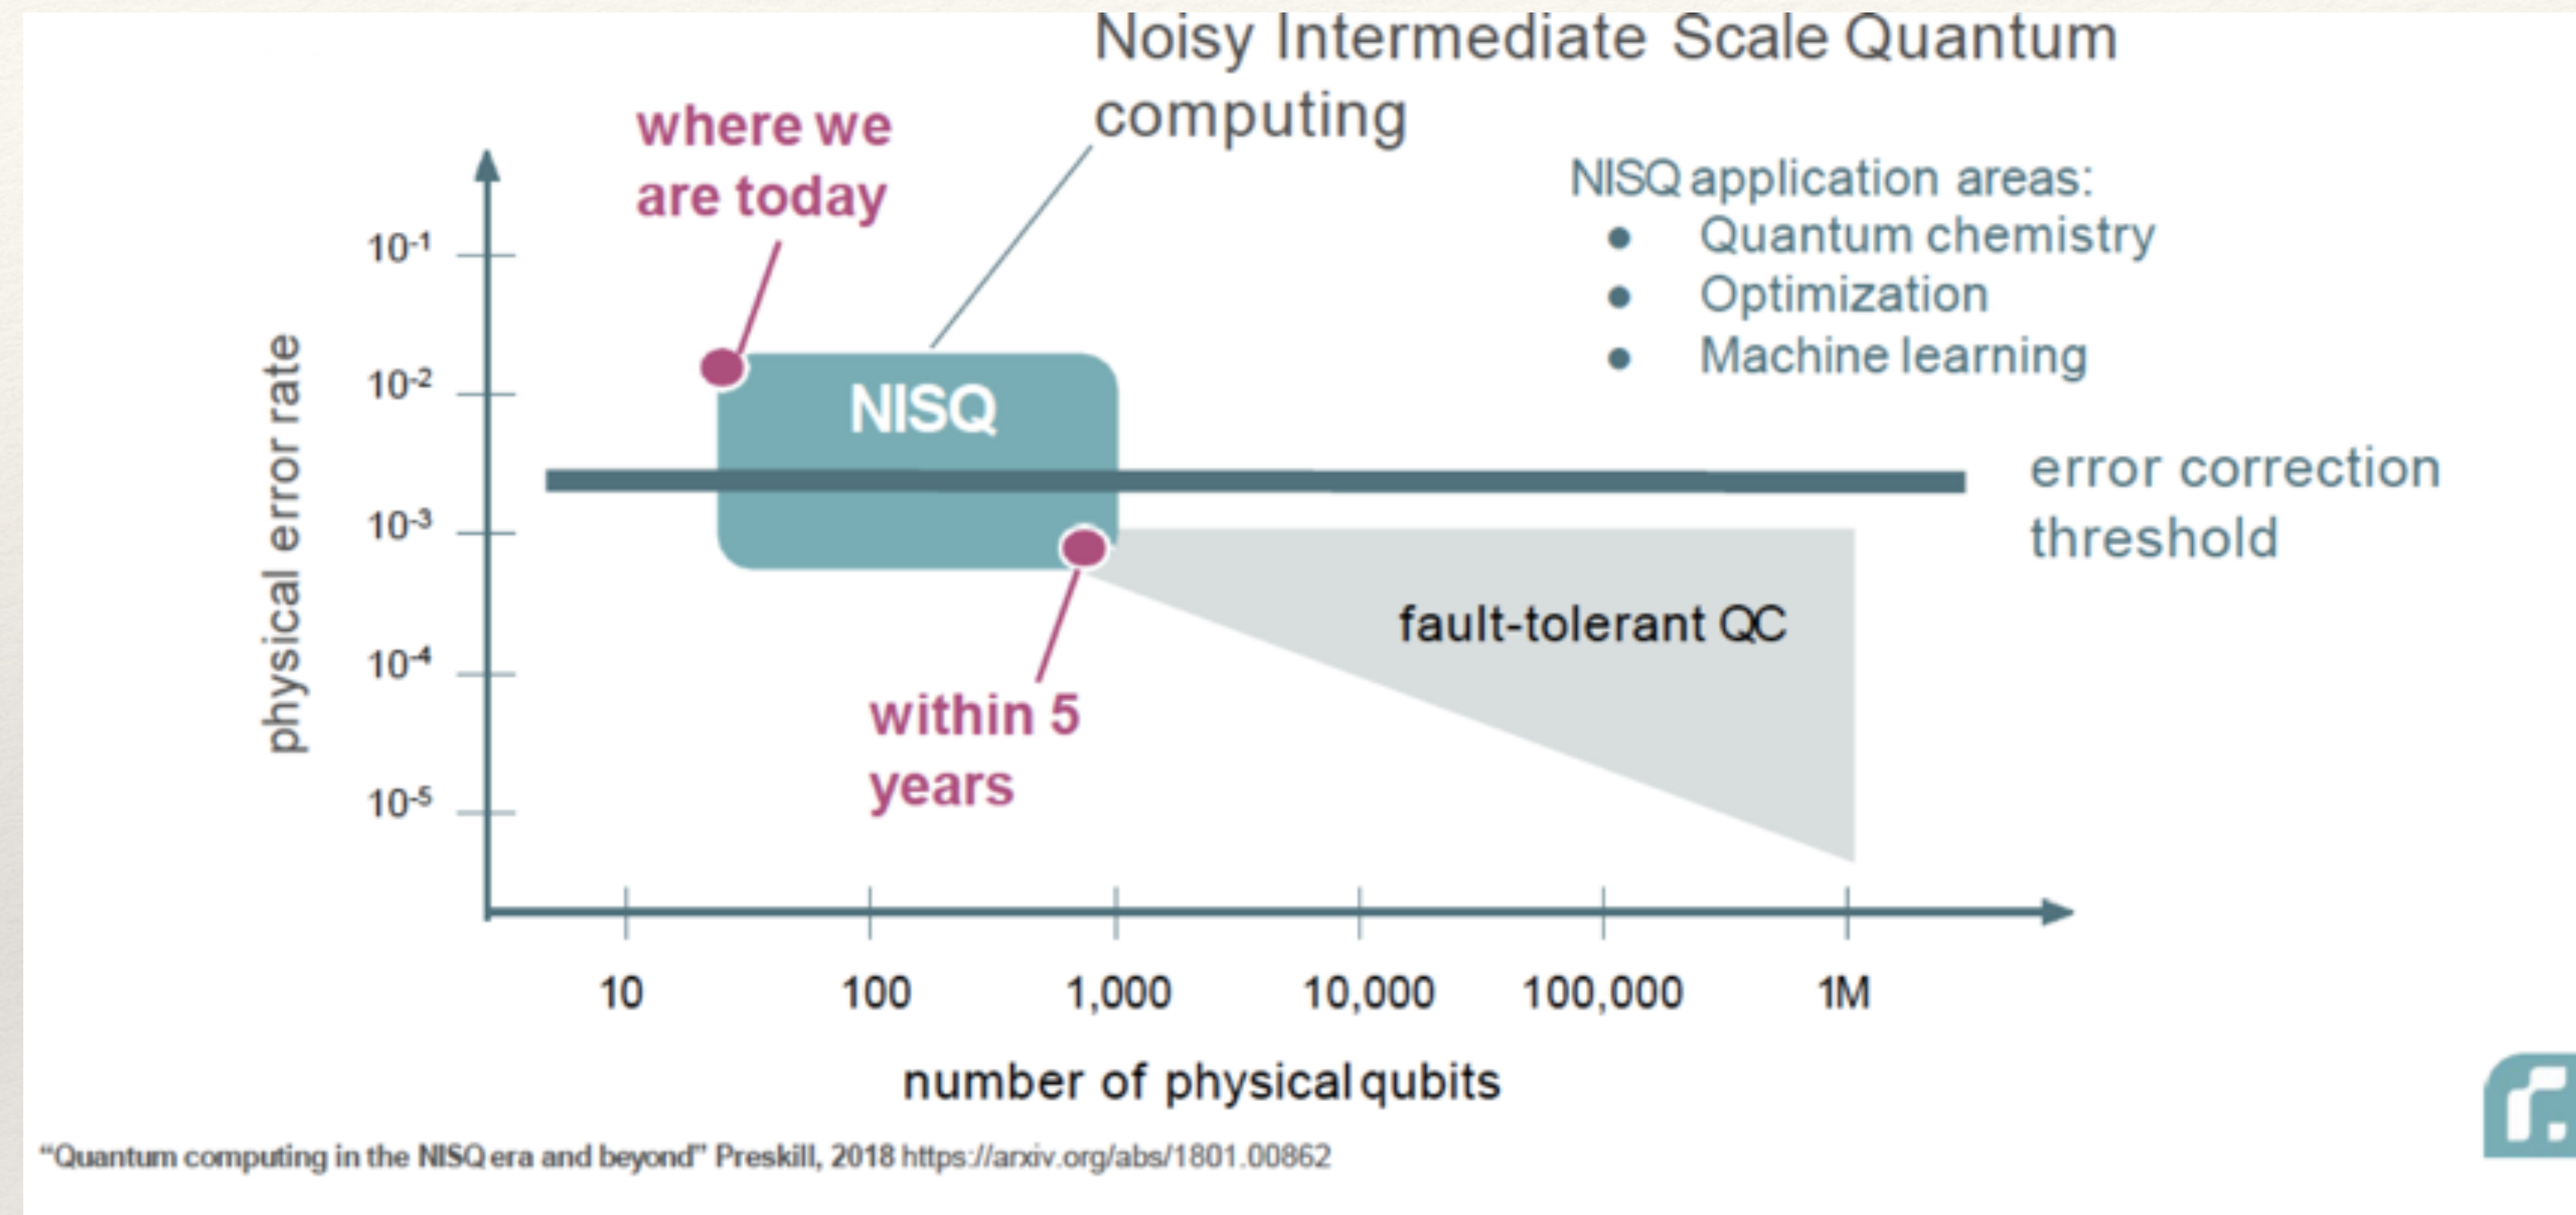 Noisy Intermediate Scale Quantum
computing
where we
are today
NISQ application areas:
● Quantum chemistry
● Optimization
● Machine learning
10-1
10-2
10-3
10-4
10-5
physical error rate
NISQ
error correction
threshold
fault-tolerant QC
within 5
years
10 100 1,000 10,000 100,000 1M
number of physical qubits
“Quantum computing in the NISQ era and beyond” Preskill, 2018 https://arxiv.org/abs/1801.00862
r.